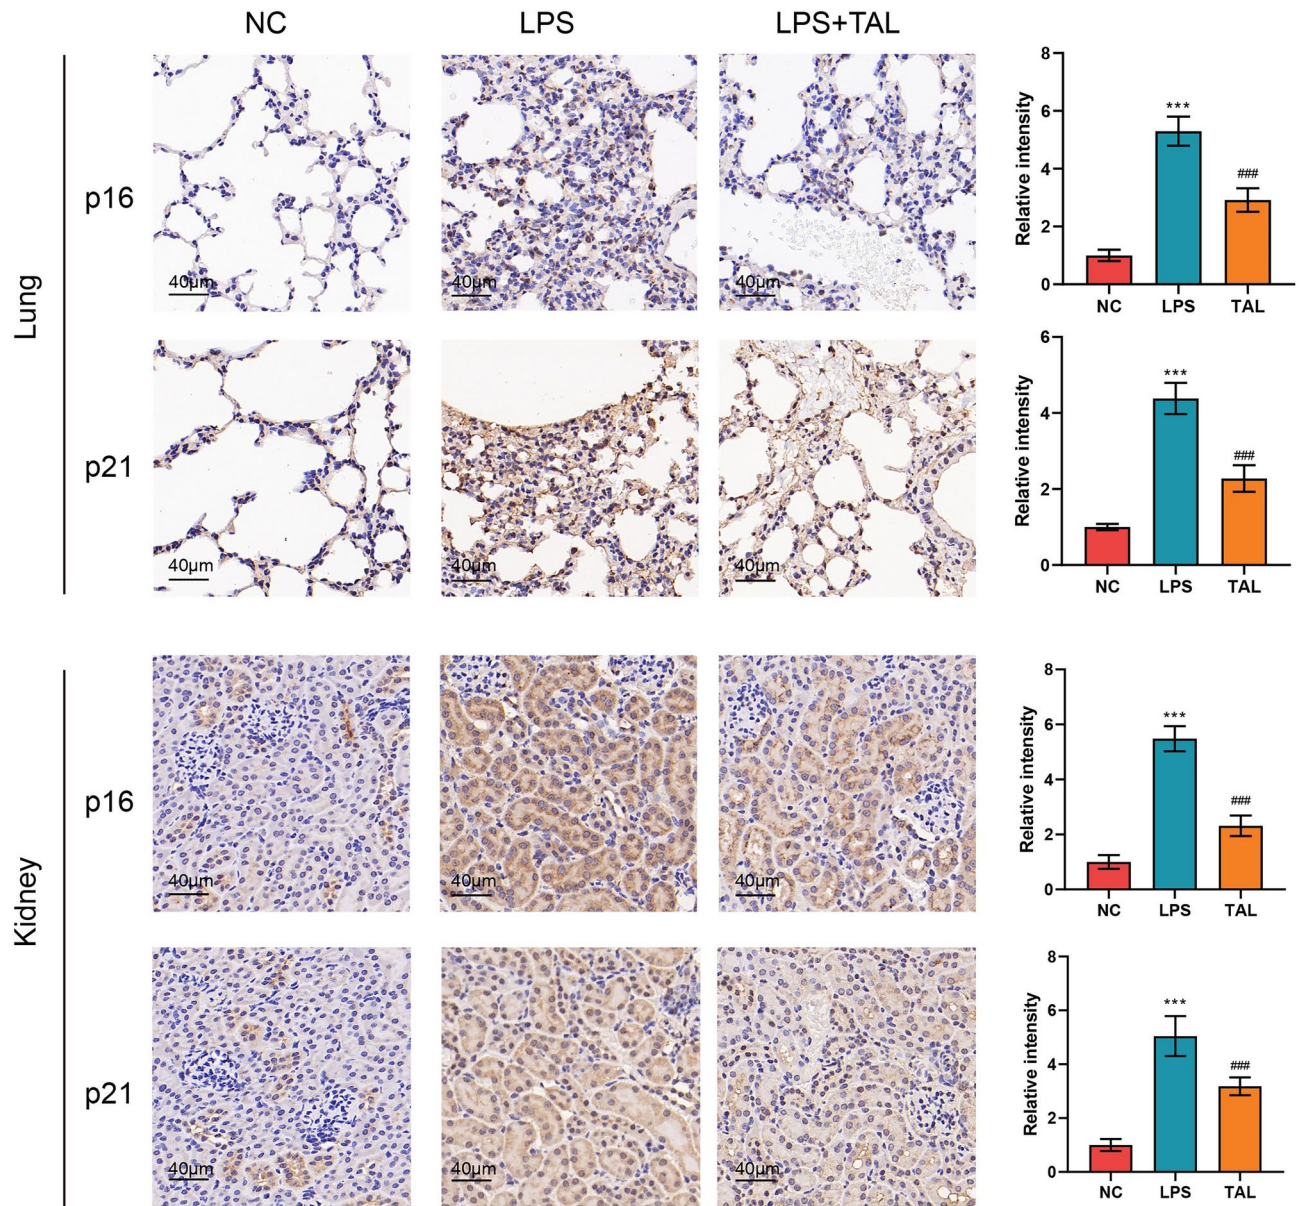 NC LPS LPS+TAL
Lung
p16
40μm 40μm 40μm
Relative intensity
8
6
4
2
0
***
###
NC LPS TAL
p21
40μm 40μm 40μm
Relative intensity
6
4
2
0
***
###
NC LPS TAL
Kidney
p16
40μm 40μm 40μm
Relative intensity
8
6
4
2
0
***
###
NC LPS TAL
p21
40μm 40μm 40μm
Relative intensity
8
6
4
2
0
***
###
NC LPS TAL